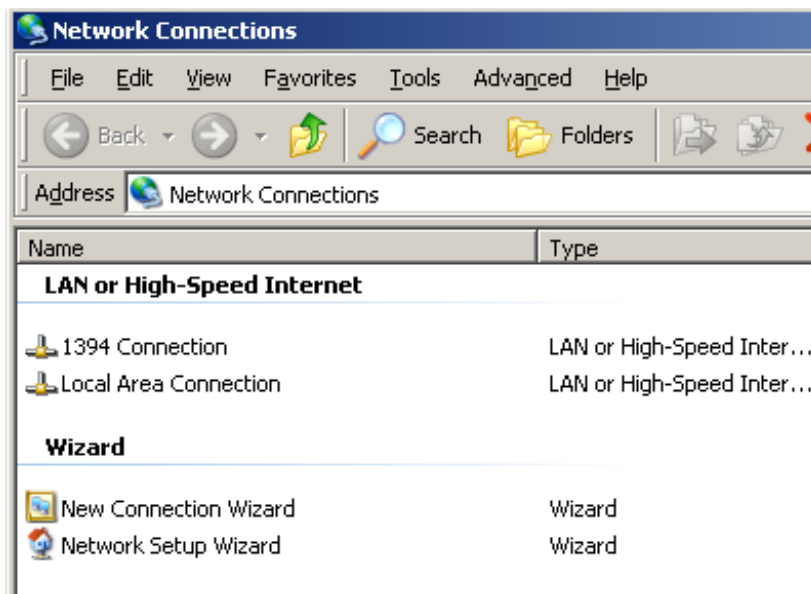 Network Connections
File Edit View Favorites Tools Advanced Help
Back Search Folders
Address Network Connections
Name Type
LAN or High-Speed Internet
1394 Connection LAN or High-Speed Inter...
Local Area Connection LAN or High-Speed Inter...
Wizard
New Connection Wizard Wizard
Network Setup Wizard Wizard